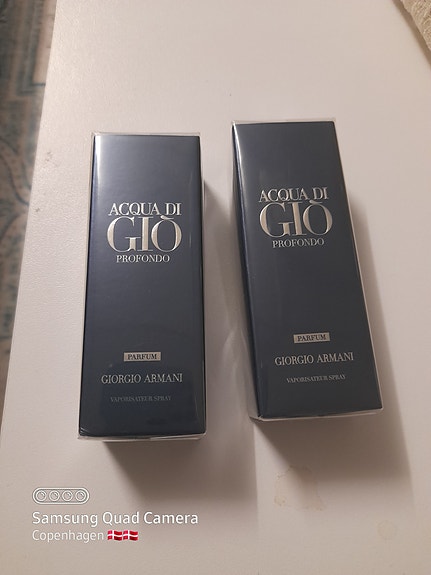 ACQUA DI
GIÒ
PROFONDO
PARFUM
GIORGIO ARMANI
VAPORISATEUR SPRAY
ACQUA DI
GIÒ
PROFONDO
PARFUM
GIORGIO ARMANI
VAPORISATEUR SPRAY
Samsung Quad Camera
Copenhagen 🇩🇰🇩🇰